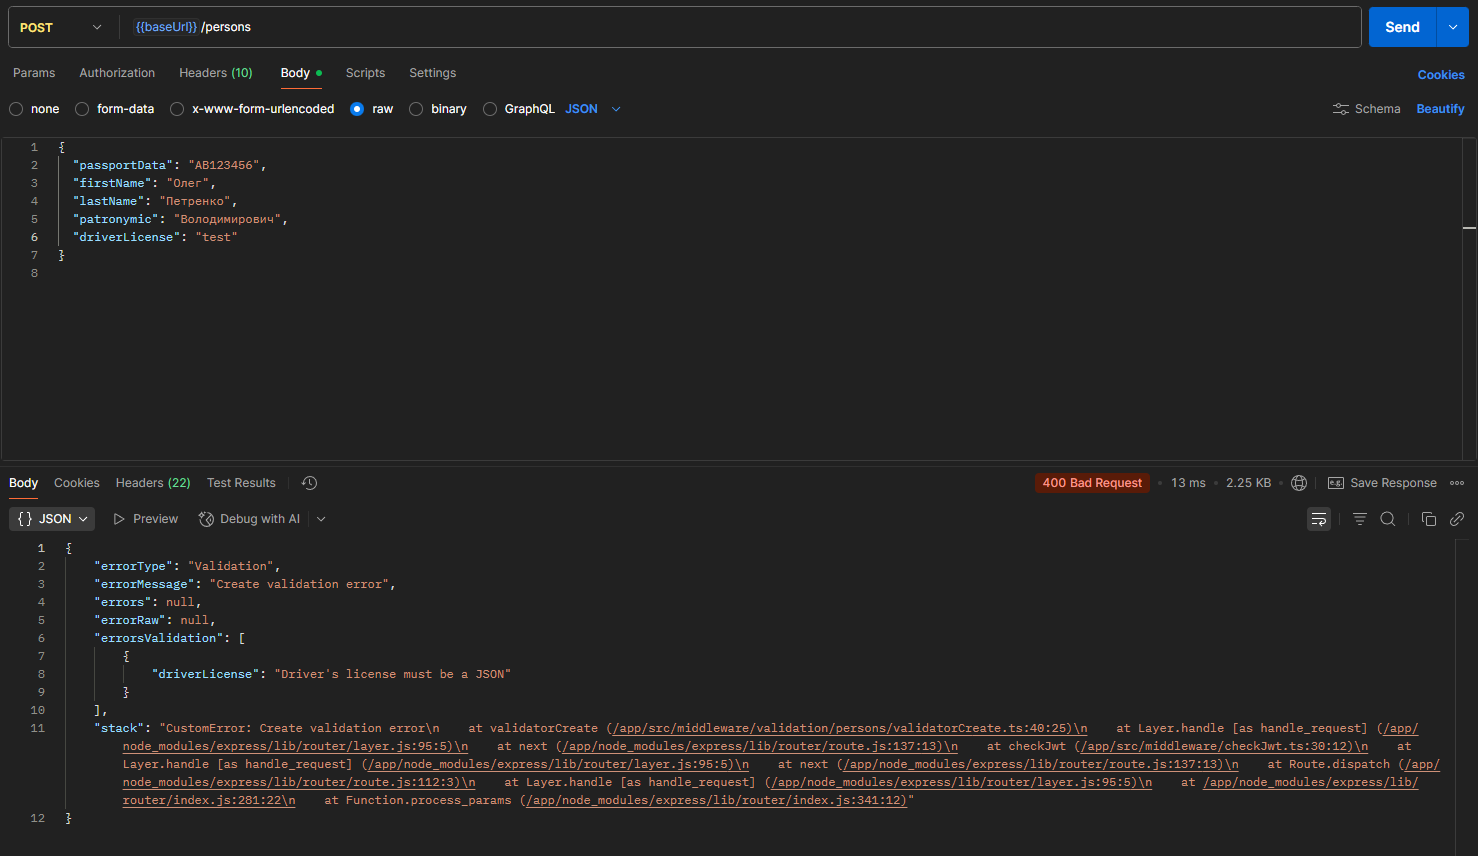 POST {{baseUrl}} /persons Send
Params Authorization Headers (10) Body Scripts Settings Cookies
none form-data x-www-form-urlencoded raw binary GraphQL JSON Schema Beautify
1 {
2 "passportData": "AB123456",
3 "firstName": "Олег",
4 "lastName": "Петренко",
5 "patronymic": "Володимирович",
6 "driverLicense": "test"
7 }
8
Body Cookies Headers (22) Test Results 400 Bad Request • 13 ms • 2.25 KB • e.g. Save Response
{} JSON Preview Debug with AI
1 {
2 "errorType": "Validation",
3 "errorMessage": "Create validation error",
4 "errors": null,
5 "errorRaw": null,
6 "errorsValidation": [
7 {
8 "driverLicense": "Driver's license must be a JSON"
9 }
10 ],
11 "stack": "CustomError: Create validation error\n    at validatorCreate (/app/src/middleware/validation/persons/validatorCreate.ts:40:25)\n    at Layer.handle [as handle_request] (/app/
node_modules/express/lib/router/layer.js:95:5)\n    at next (/app/node_modules/express/lib/router/route.js:137:13)\n    at checkJwt (/app/src/middleware/checkJwt.ts:30:12)\n    at
Layer.handle [as handle_request] (/app/node_modules/express/lib/router/layer.js:95:5)\n    at next (/app/node_modules/express/lib/router/route.js:137:13)\n    at Route.dispatch (/app/
node_modules/express/lib/router/route.js:112:3)\n    at Layer.handle [as handle_request] (/app/node_modules/express/lib/router/layer.js:95:5)\n    at /app/node_modules/express/lib/
router/index.js:281:22\n    at Function.process_params (/app/node_modules/express/lib/router/index.js:341:12)"
12 }